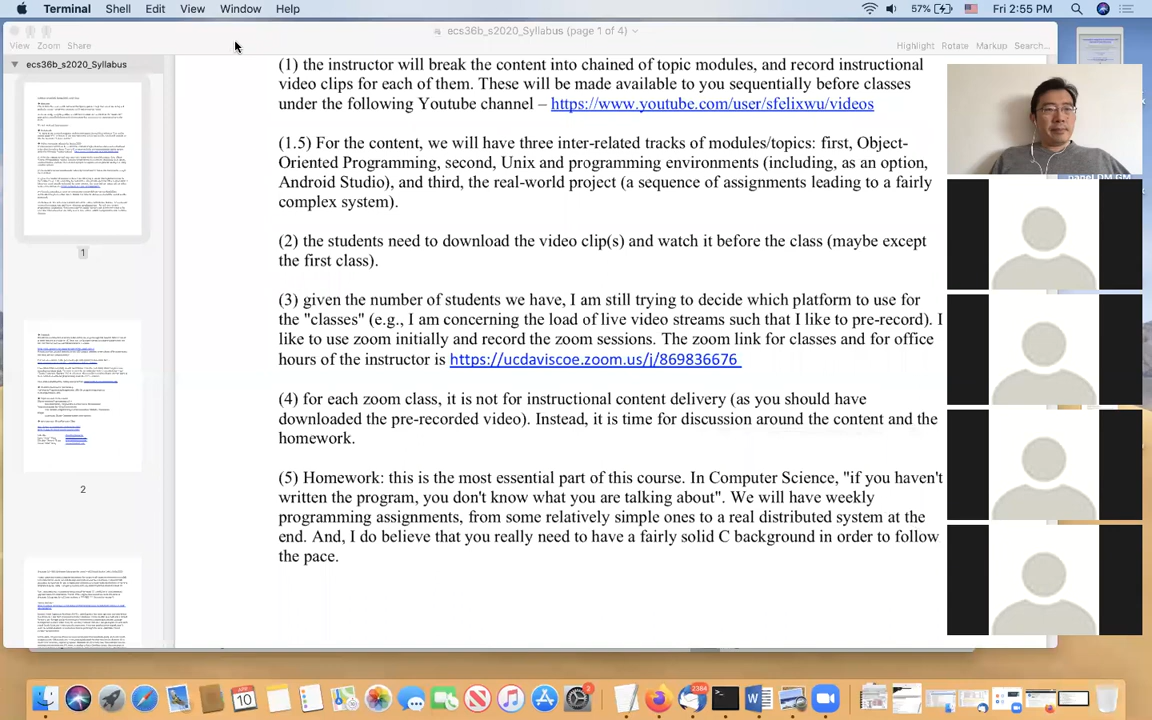 Terminal Shell Edit View Window Help 57% Fri 2:55 PM
ecs36b_s2020_Syllabus (page 1 of 4)
View Zoom Share Highlight Rotate Markup Search...
ecs36b_s2020_Syllabus
1
2
(1) the instructor will break the content into chained of topic modules, and record instructional
video clips for each of them. These will be made available to you sequentially before classes
under the following Youtube channel – https://www.youtube.com/user/sfelixwu/videos
(1.5) For the content, we will have three inter-related tracks of modules/topics: first, Object-
Oriented Programming, second, Unix and programming environments (including, as an option,
Android Studio), and third, the real-world project (a sequence of assignments leading to a fairly
complex system).
(2) the students need to download the video clip(s) and watch it before the class (maybe except
the first class).
(3) given the number of students we have, I am still trying to decide which platform to use for
the "classes" (e.g., I am concerning the load of live video streams such that I like to pre-record). I
like to use zoom initially and record the zoom sessions. The zoom link for classes and for office
hours of the instructor is https://ucdaviscoe.zoom.us/j/869836676
(4) for each zoom class, it is not for instructional content delivery (as you should have
downloaded the pre-recorded video). Instead, it is time for discussion around the content and the
homework.
(5) Homework: this is the most essential part of this course. In Computer Science, "if you haven't
written the program, you don't know what you are talking about". We will have weekly
programming assignments, from some relatively simple ones to a real distributed system at the
end. And, I do believe that you really need to have a fairly solid C background in order to follow
the pace.
APR
10
2
2384